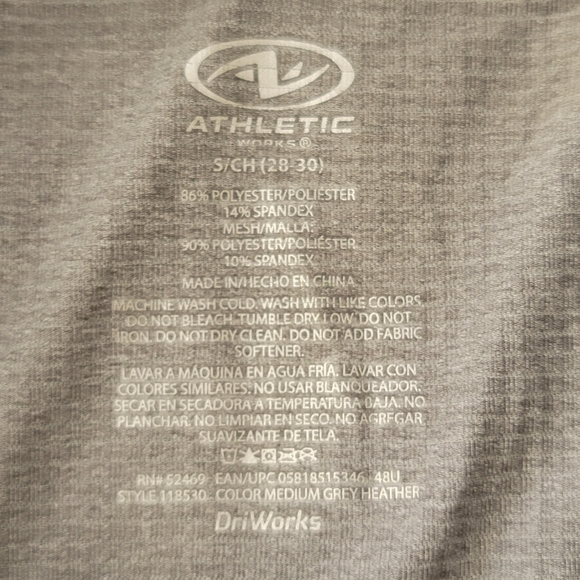 ATHLETIC
WORKS®
S/CH (28-30)
86% POLYESTER/POLIÉSTER
14% SPANDEX
MESH/MALLA:
90% POLYESTER/POLIÉSTER
10% SPANDEX
MADE IN/HECHO EN CHINA
MACHINE WASH COLD. WASH WITH LIKE COLORS.
DO NOT BLEACH. TUMBLE DRY LOW. DO NOT
IRON. DO NOT DRY CLEAN. DO NOT ADD FABRIC
SOFTENER.
LAVAR A MÁQUINA EN AGUA FRÍA. LAVAR CON
COLORES SIMILARES. NO USAR BLANQUEADOR.
SECAR EN SECADORA A TEMPERATURA BAJA. NO
PLANCHAR. NO LIMPIAR EN SECO. NO AGREGAR
SUAVIZANTE DE TELA.
RN# 52469 EAN/UPC 05818515346 48U
STYLE 118530 COLOR MEDIUM GREY HEATHER
DriWorks